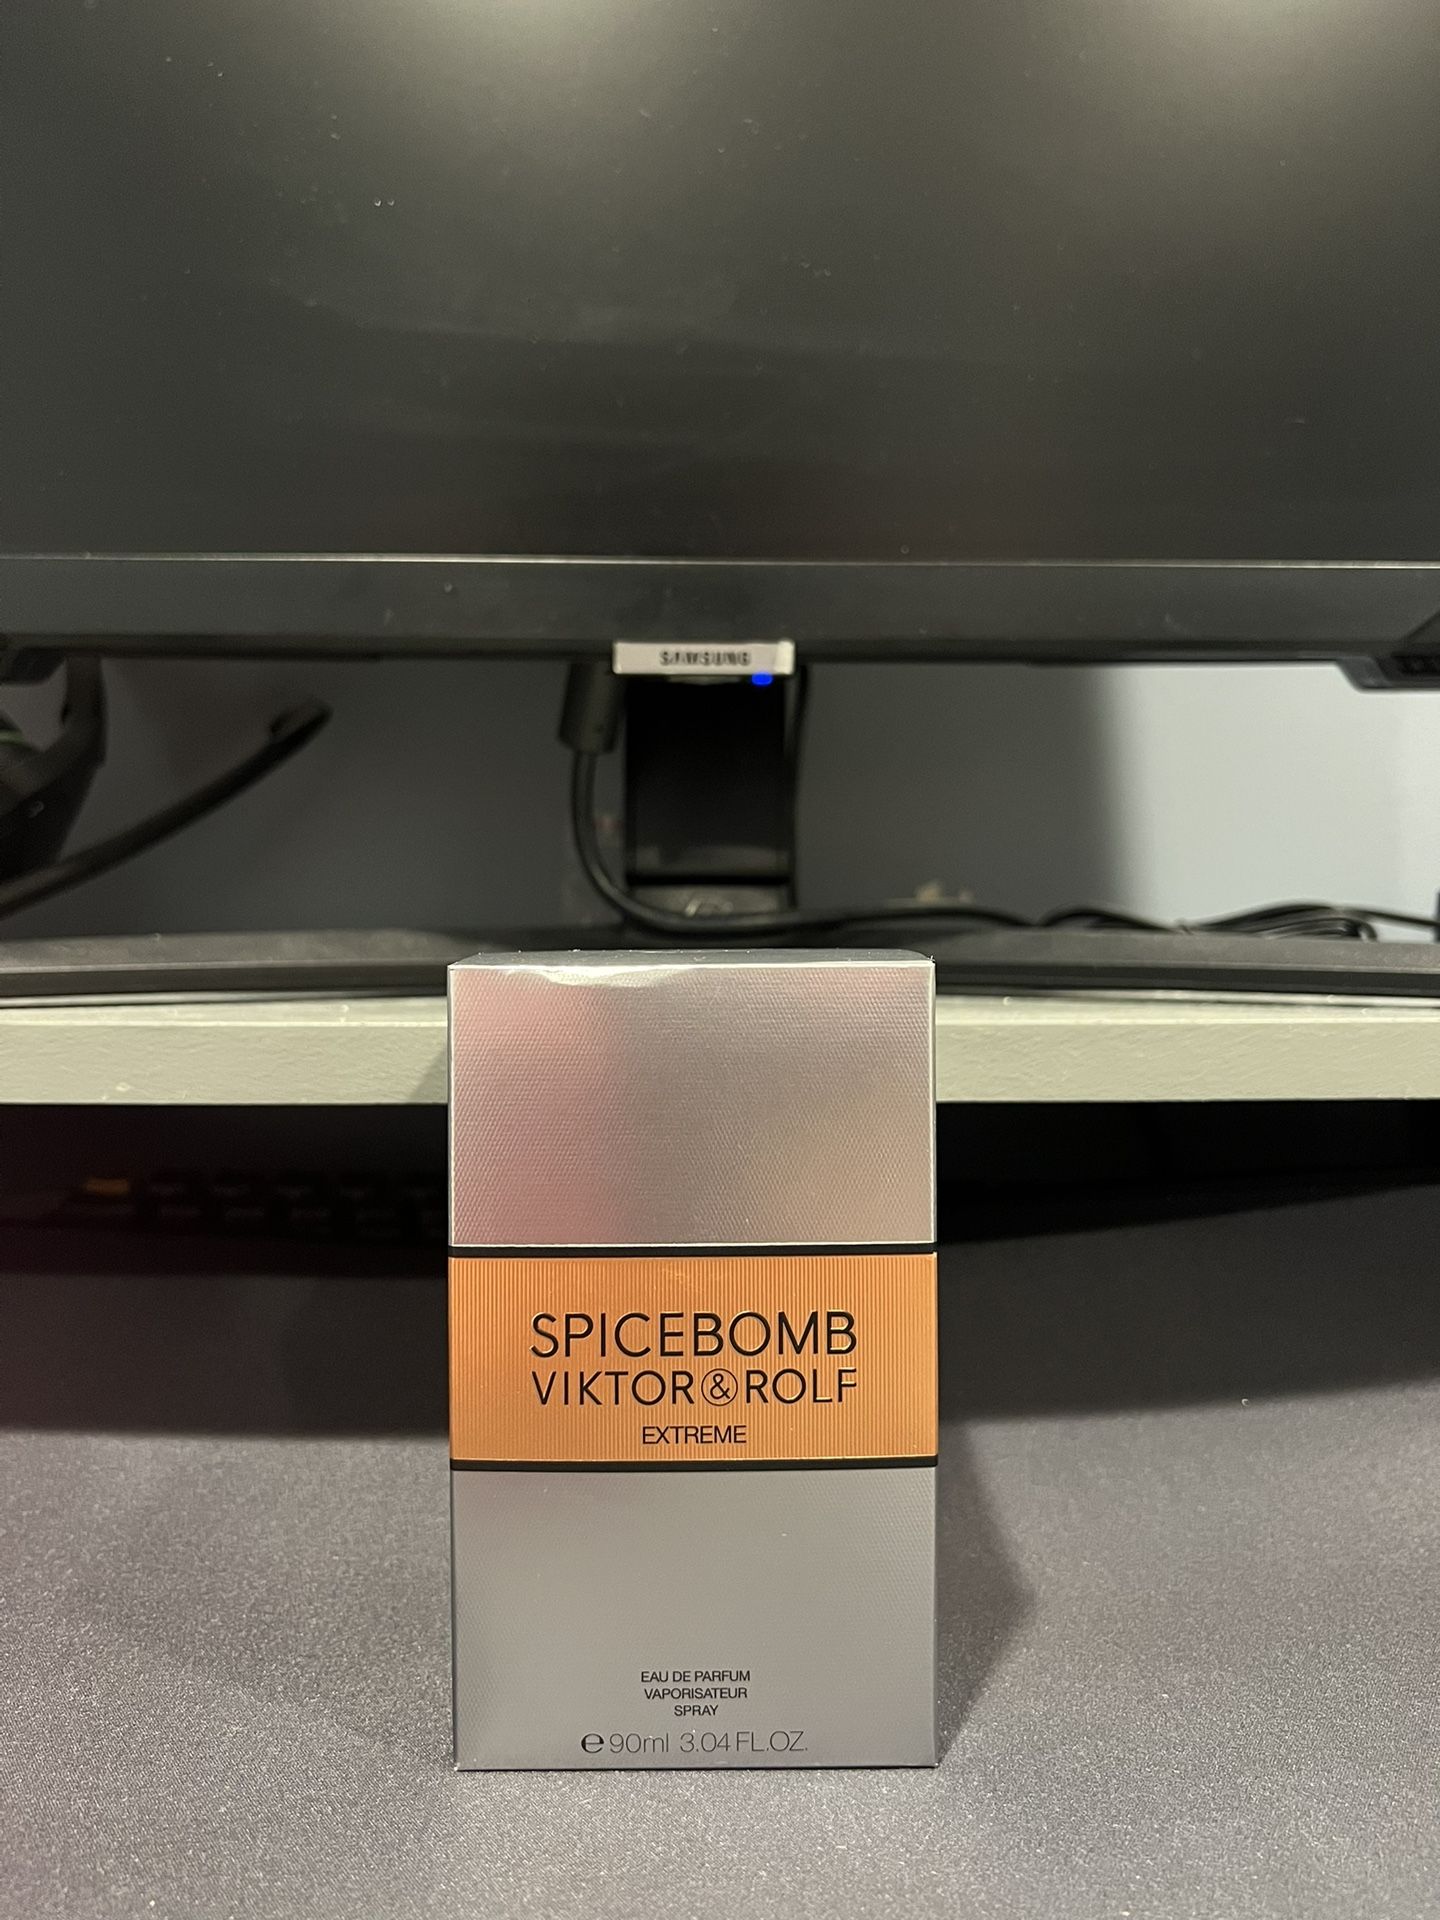 SAMSUNG
SPICEBOMB
VIKTOR & ROLF
EXTREME
EAU DE PARFUM
VAPORISATEUR
SPRAY
℮ 90ml 3.04 FL.OZ.